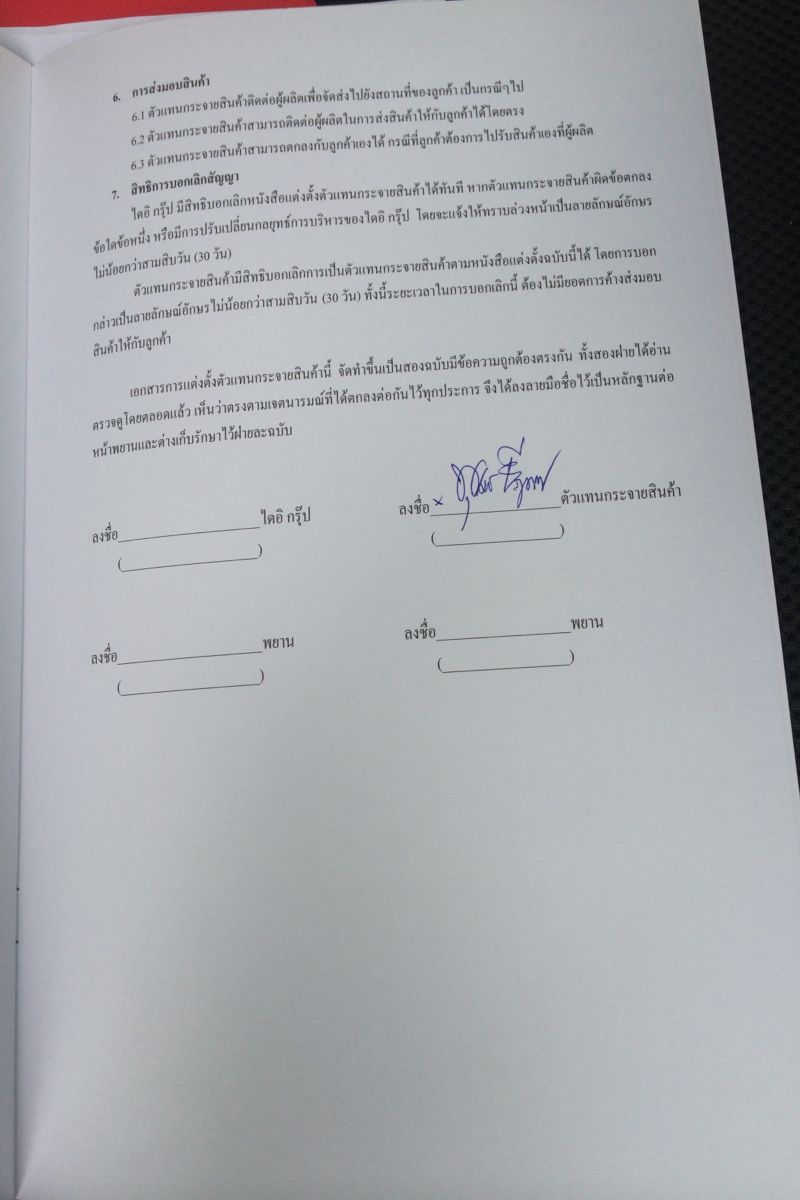 6. การส่งมอบสินค้า
6.1 ตัวแทนกระจายสินค้าติดต่อผู้ผลิตเพื่อจัดส่งไปยังสถานที่ของลูกค้า เป็นกรณีๆไป
6.2 ตัวแทนกระจายสินค้าสามารถติดต่อผู้ผลิตในการส่งสินค้าให้กับลูกค้าได้โดยตรง
6.3 ตัวแทนกระจายสินค้าสามารถตกลงกับลูกค้าเองได้ กรณีที่ลูกค้าต้องการไปรับสินค้าเองที่ผู้ผลิต
7. สิทธิการบอกเลิกสัญญา
ไดอิ กรุ๊ป มีสิทธิบอกเลิกหนังสือแต่งตั้งตัวแทนกระจายสินค้าได้ทันที หากตัวแทนกระจายสินค้าผิดข้อตกลง
ข้อใดข้อหนึ่ง หรือมีการปรับเปลี่ยนกลยุทธ์การบริหารของไดอิ กรุ๊ป โดยจะแจ้งให้ทราบล่วงหน้าเป็นลายลักษณ์อักษร
ไม่น้อยกว่าสามสิบวัน (30 วัน)
ตัวแทนกระจายสินค้ามีสิทธิบอกเลิกการเป็นตัวแทนกระจายสินค้าตามหนังสือแต่งตั้งฉบับนี้ได้ โดยการบอก
กล่าวเป็นลายลักษณ์อักษรไม่น้อยกว่าสามสิบวัน (30 วัน) ทั้งนี้ระยะเวลาในการบอกเลิกนี้ ต้องไม่มียอดการค้างส่งมอบ
สินค้าให้กับลูกค้า
เอกสารการแต่งตั้งตัวแทนกระจายสินค้านี้ จัดทำขึ้นเป็นสองฉบับมีข้อความถูกต้องตรงกัน ทั้งสองฝ่ายได้อ่าน
ตรวจดูโดยตลอดแล้ว เห็นว่าตรงตามเจตนารมณ์ที่ได้ตกลงต่อกันไว้ทุกประการ จึงได้ลงลายมือชื่อไว้เป็นหลักฐานต่อ
หน้าพยานและต่างเก็บรักษาไว้ฝ่ายละฉบับ
ลงชื่อ____________________ไดอิ กรุ๊ป
(____________________)
ลงชื่อ____________________ตัวแทนกระจายสินค้า
(____________________)
ลงชื่อ____________________พยาน
(____________________)
ลงชื่อ____________________พยาน
(____________________)